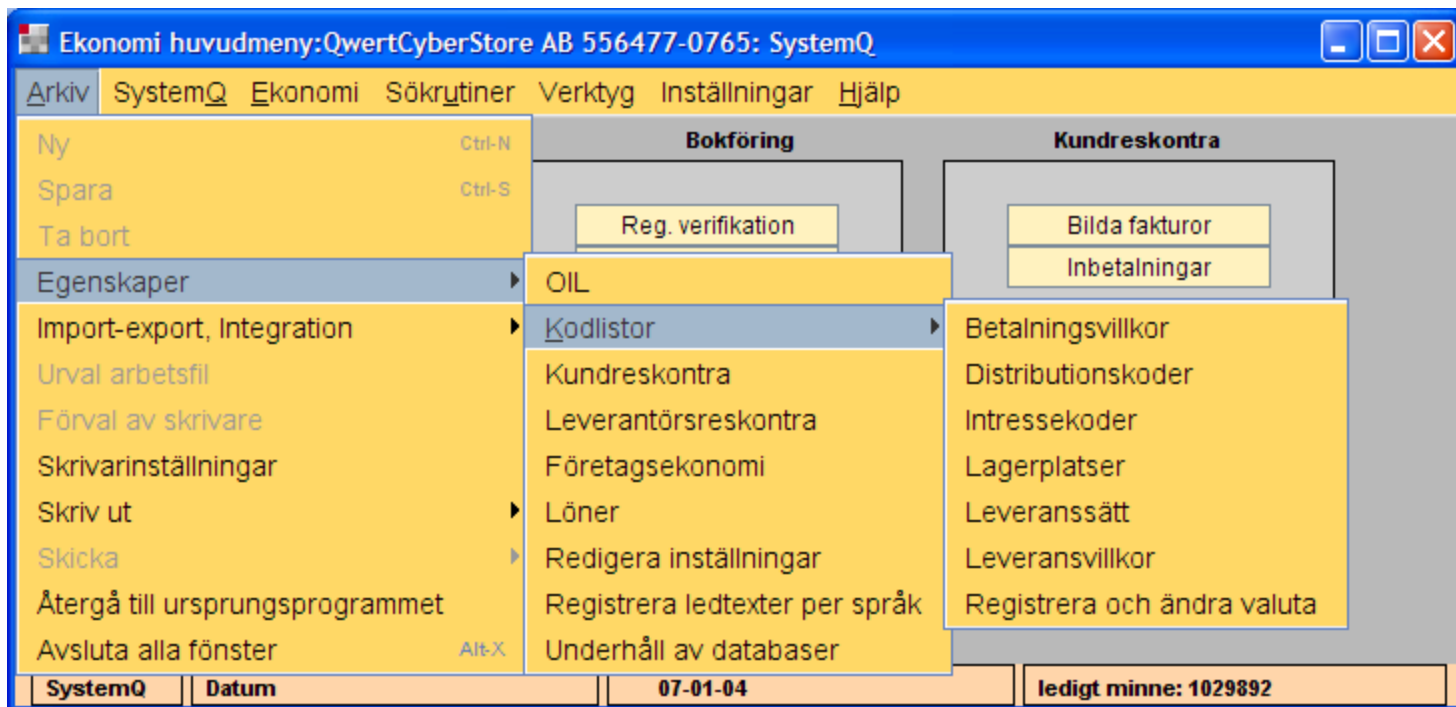 Ekonomi huvudmeny:QwertCyberStore AB 556477-0765: SystemQ
Arkiv SystemQ Ekonomi Sökrutiner Verktyg Inställningar Hjälp
Ny Ctrl-N
Spara Ctrl-S
Ta bort
Egenskaper
Import-export, Integration
Urval arbetsfil
Förval av skrivare
Skrivarinställningar
Skriv ut
Skicka
Återgå till ursprungsprogrammet
Avsluta alla fönster Alt-X
Bokföring
Reg. verifikation
Kundreskontra
Bilda fakturor
Inbetalningar
OIL
Kodlistor
Kundreskontra
Leverantörsreskontra
Företagsekonomi
Löner
Redigera inställningar
Registrera ledtexter per språk
Underhåll av databaser
Betalningsvillkor
Distributionskoder
Intressekoder
Lagerplatser
Leveranssätt
Leveransvillkor
Registrera och ändra valuta
SystemQ Datum 07-01-04 ledigt minne: 1029892